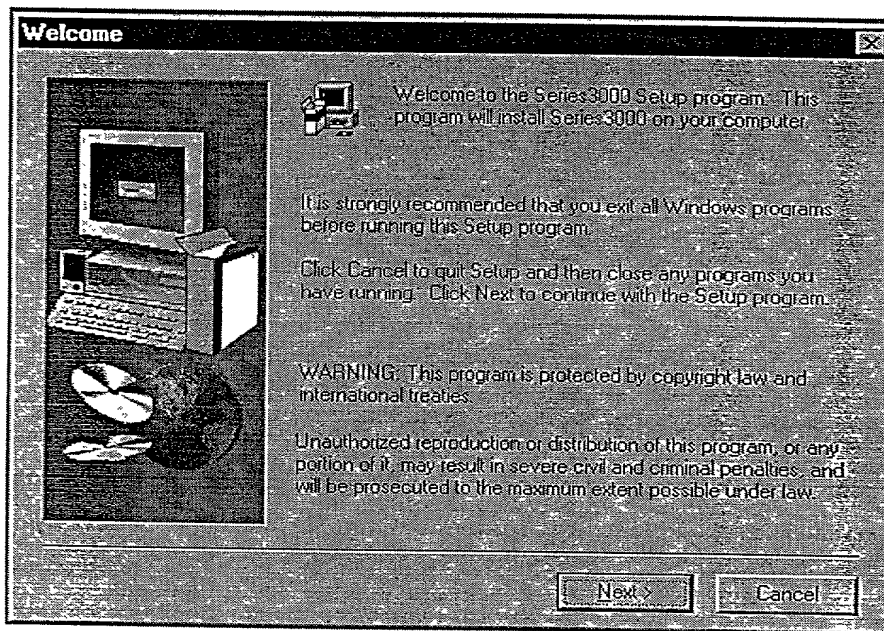 Welcome
Welcome to the Series3000 Setup program. This
program will install Series3000 on your computer.
It is strongly recommended that you exit all Windows programs
before running this Setup program.
Click Cancel to quit Setup and then close any programs you
have running. Click Next to continue with the Setup program.
WARNING: This program is protected by copyright law and
international treaties.
Unauthorized reproduction or distribution of this program, or any
portion of it, may result in severe civil and criminal penalties, and
will be prosecuted to the maximum extent possible under law.
Next >
Cancel